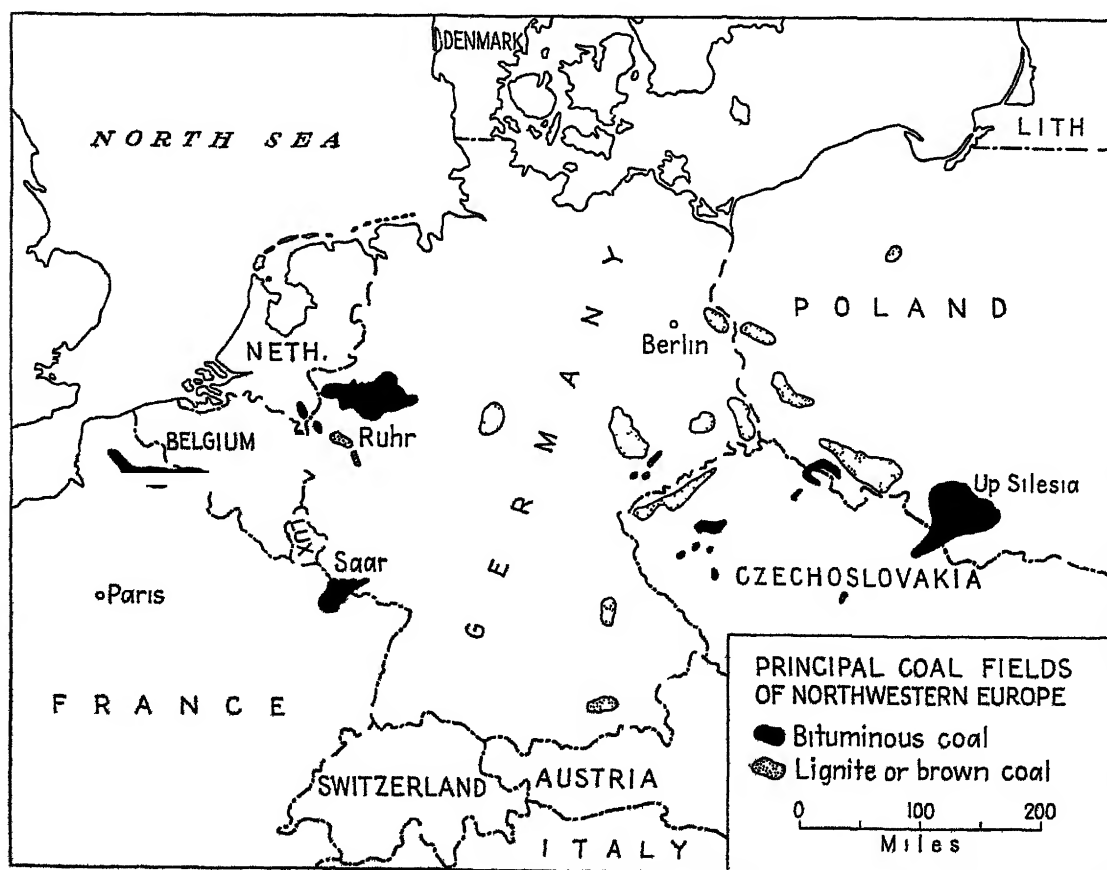 DENMARK
NORTH SEA
LITH
POLAND
Berlin
NETH.
GERMANY
BELGIUM
Ruhr
Up Silesia
LUX
Saar
CZECHOSLOVAKIA
Paris
FRANCE
SWITZERLAND
AUSTRIA
ITALY
PRINCIPAL COAL FIELDS
OF NORTHWESTERN EUROPE
Bituminous coal
Lignite or brown coal
0 100 200
Miles